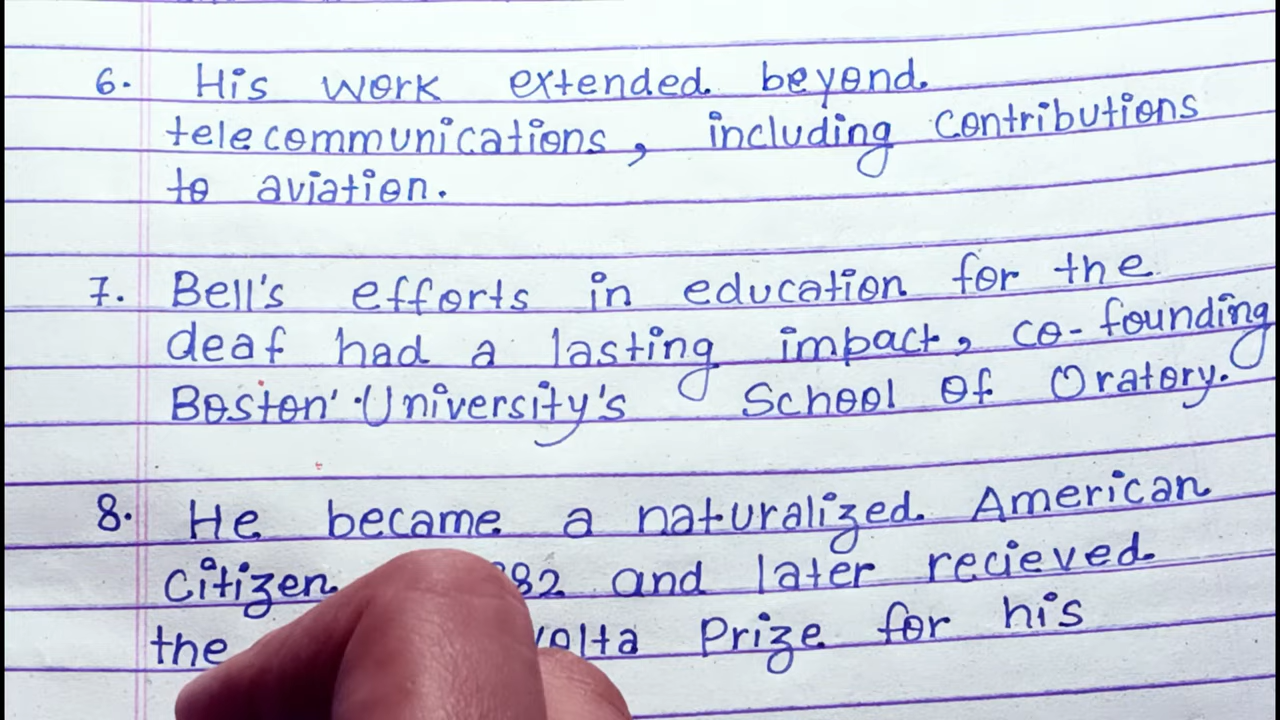 6. His work extended beyond
telecommunications, including contributions
to aviation.
7. Bell's efforts in education for the
deaf had a lasting impact, co-founding
Boston University's School of Oratory.
8. He became a naturalized American
Citizen and later recieved
the Prize for his